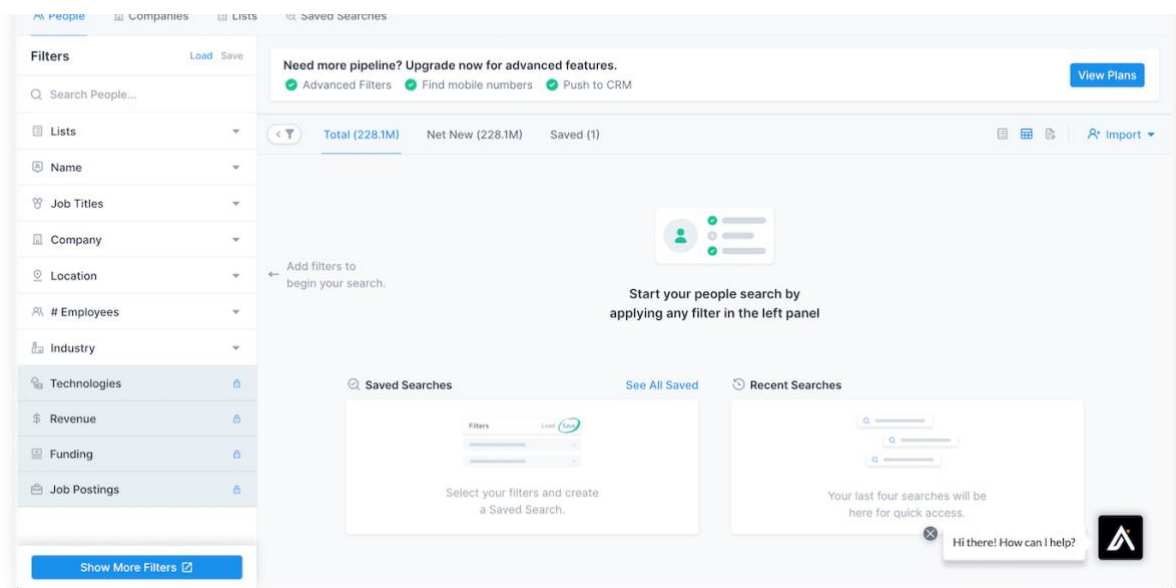 People Companies Lists Saved Searches
Filters Load Save
Search People...
Lists
Name
Job Titles
Company
Location
# Employees
Industry
Technologies
Revenue
Funding
Job Postings
Show More Filters
Need more pipeline? Upgrade now for advanced features.
Advanced Filters Find mobile numbers Push to CRM
View Plans
Total (228.1M) Net New (228.1M) Saved (1)
Import
Add filters to
begin your search.
Start your people search by
applying any filter in the left panel
Saved Searches See All Saved
Filters Load Save
Select your filters and create
a Saved Search.
Recent Searches
Your last four searches will be
here for quick access.
Hi there! How can I help?